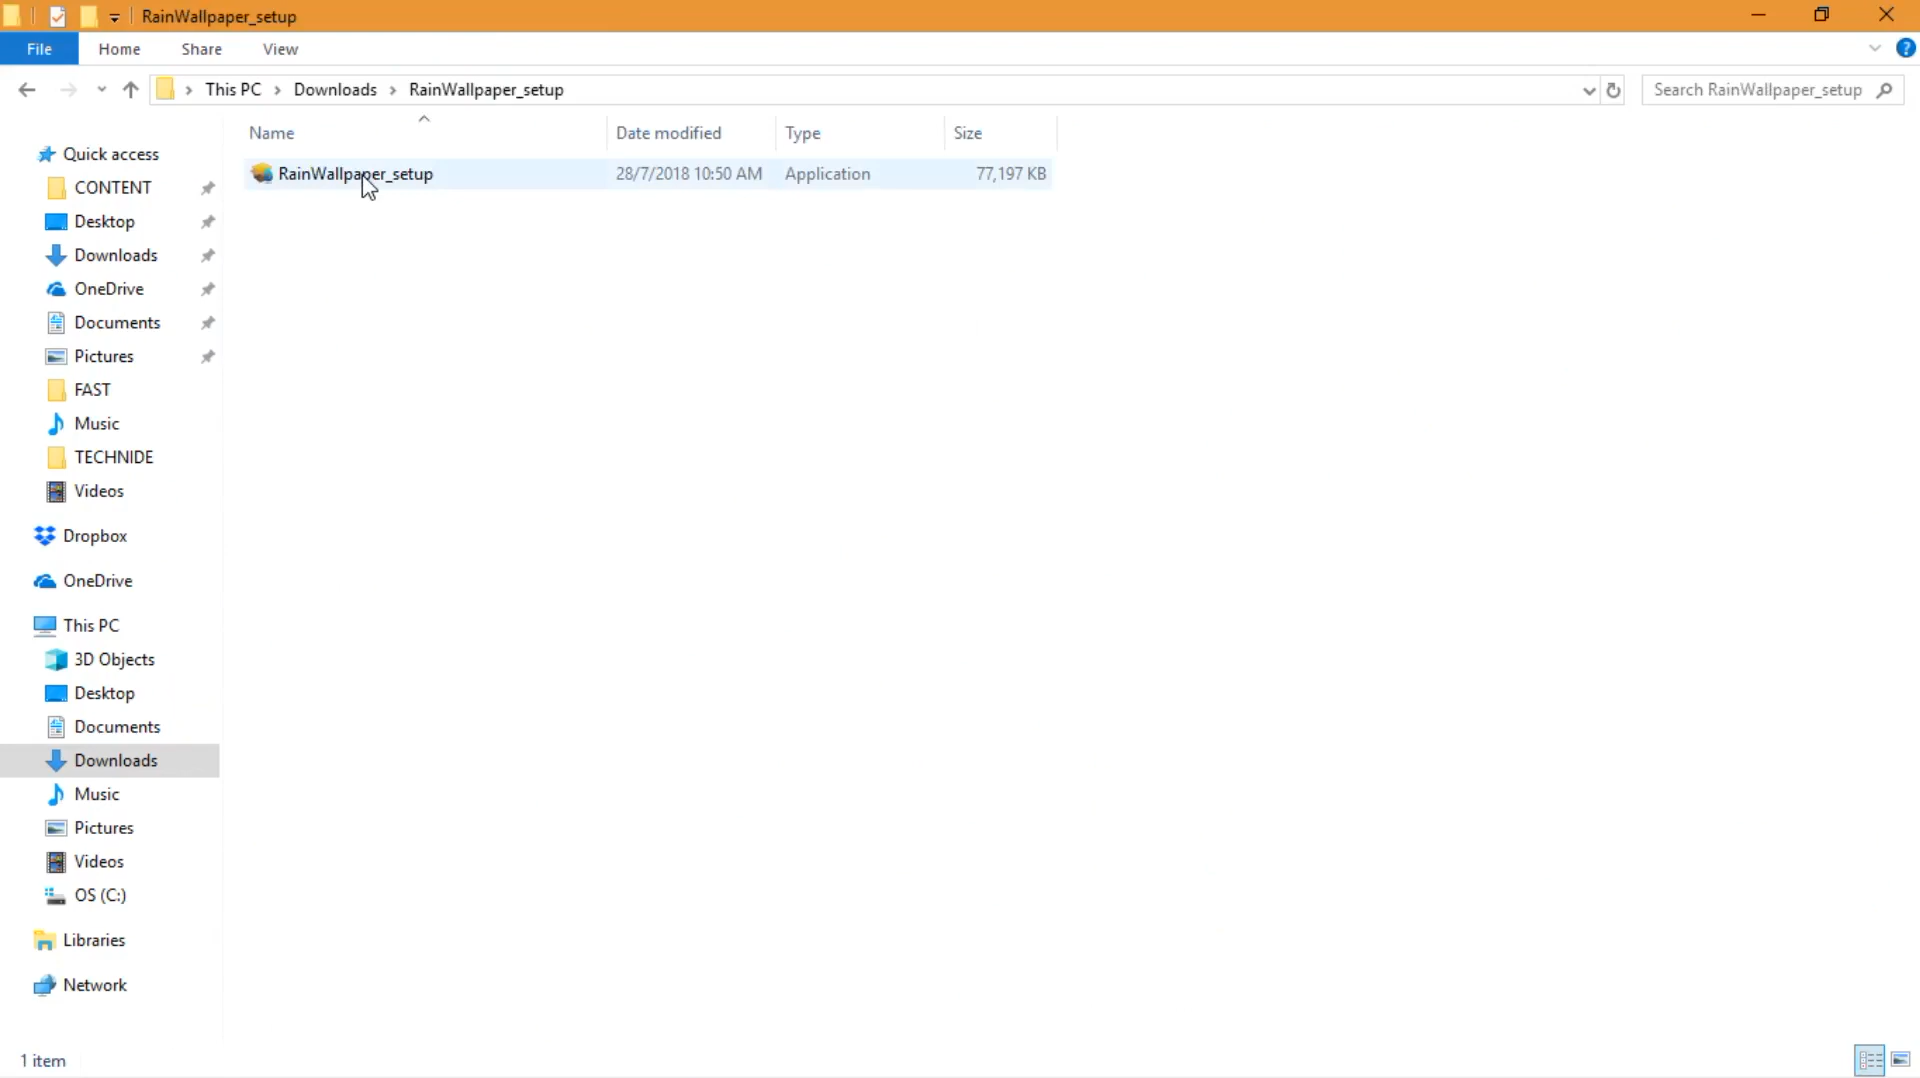 RainWallpaper_setup
File Home Share View
This PC Downloads RainWallpaper_setup Search RainWallpaper_setup
Name Date modified Type Size
RainWallpaper_setup 28/7/2018 10:50 AM Application 77,197 KB
Quick access
CONTENT
Desktop
Downloads
OneDrive
Documents
Pictures
FAST
Music
TECHNIDE
Videos
Dropbox
OneDrive
This PC
3D Objects
Desktop
Documents
Downloads
Music
Pictures
Videos
OS (C:)
Libraries
Network
1 item